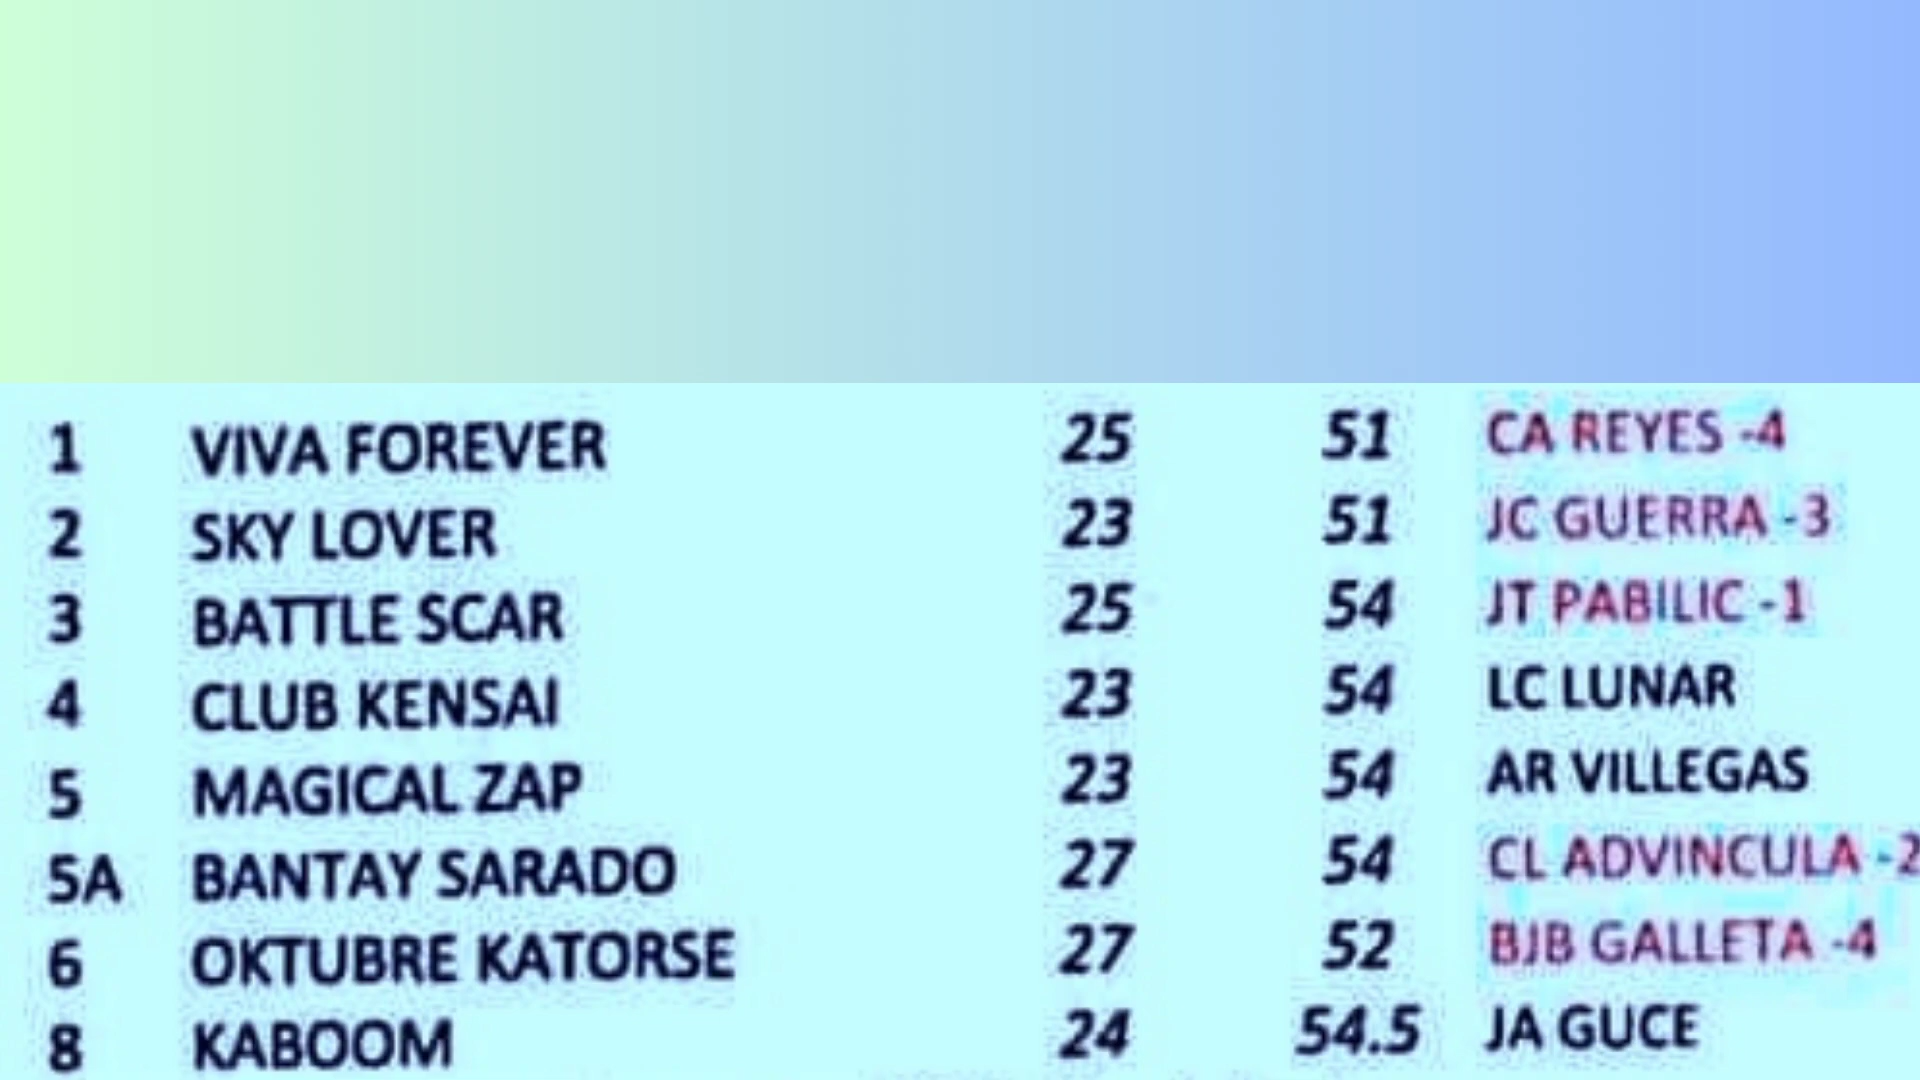 1 VIVA FOREVER 25 51 CA REYES -4
2 SKY LOVER 23 51 JC GUERRA -3
3 BATTLE SCAR 25 54 JT PABILIC -1
4 CLUB KENSAI 23 54 LC LUNAR
5 MAGICAL ZAP 23 54 AR VILLEGAS
5A BANTAY SARADO 27 54 CL ADVINCULA -2
6 OKTUBRE KATORSE 27 52 BJB GALLETA -4
8 KABOOM 24 54.5 JA GUCE